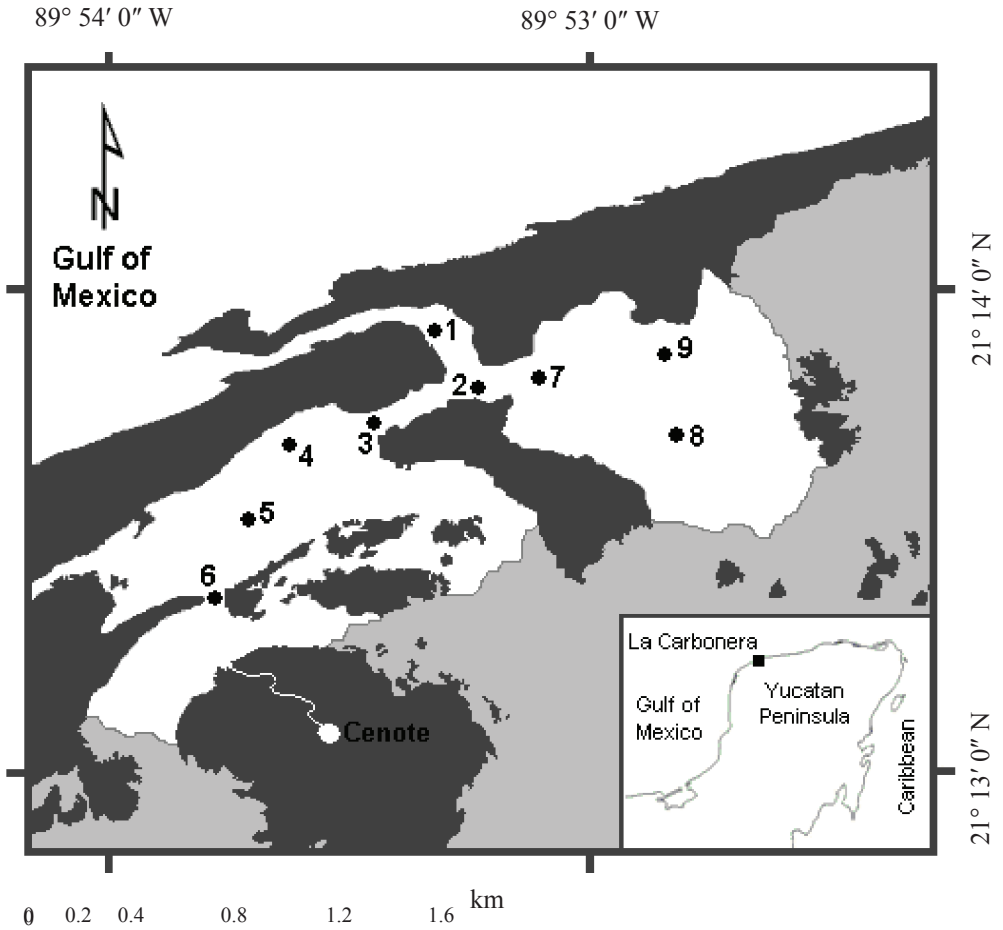 89° 54′ 0″ W
89° 53′ 0″ W
N
Gulf of
Mexico
21° 14′ 0″ N
1
2
7
9
3
4
8
5
6
Cenote
La Carbonera
Gulf of
Mexico
Yucatan
Peninsula
Caribbean
21° 13′ 0″ N
km
0 0.2 0.4 0.8 1.2 1.6